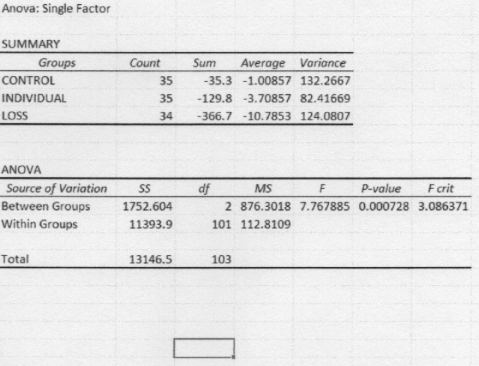 Anova: Single Factor
SUMMARY
Groups Count Sum Average Variance
CONTROL 35 -35.3 -1.00857 132.2667
INDIVIDUAL 35 -129.8 -3.70857 82.41669
LOSS 34 -366.7 -10.7853 124.0807
ANOVA
Source of Variation SS df MS F P-value F crit
Between Groups 1752.604 2 876.3018 7.767885 0.000728 3.086371
Within Groups 11393.9 101 112.8109
Total 13146.5 103